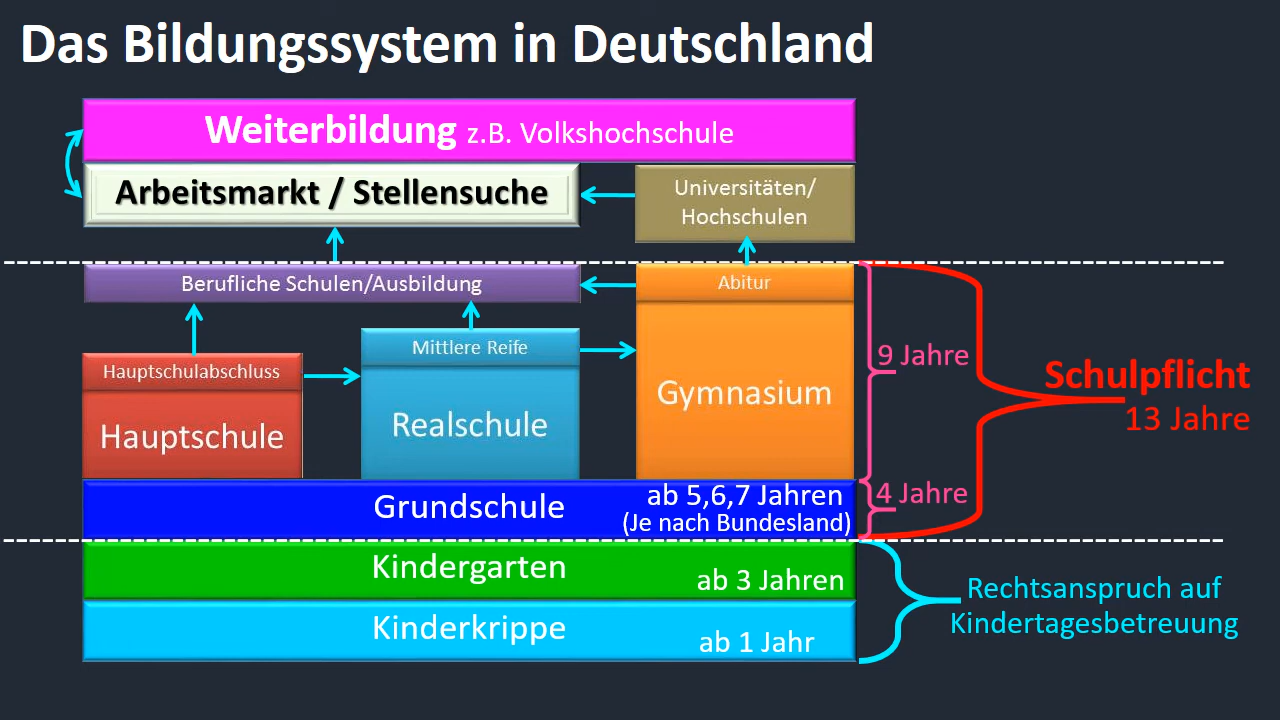 Das Bildungssystem in Deutschland
Weiterbildung z.B. Volkshochschule
Arbeitsmarkt / Stellensuche
Universitäten/
Hochschulen
Berufliche Schulen/Ausbildung
Abitur
Mittlere Reife
Hauptschulabschluss
9 Jahre
Schulpflicht
13 Jahre
Gymnasium
Realschule
Hauptschule
Grundschule
ab 5,6,7 Jahren
(Je nach Bundesland)
4 Jahre
Kindergarten
ab 3 Jahren
Rechtsanspruch auf
Kindertagesbetreuung
Kinderkrippe
ab 1 Jahr